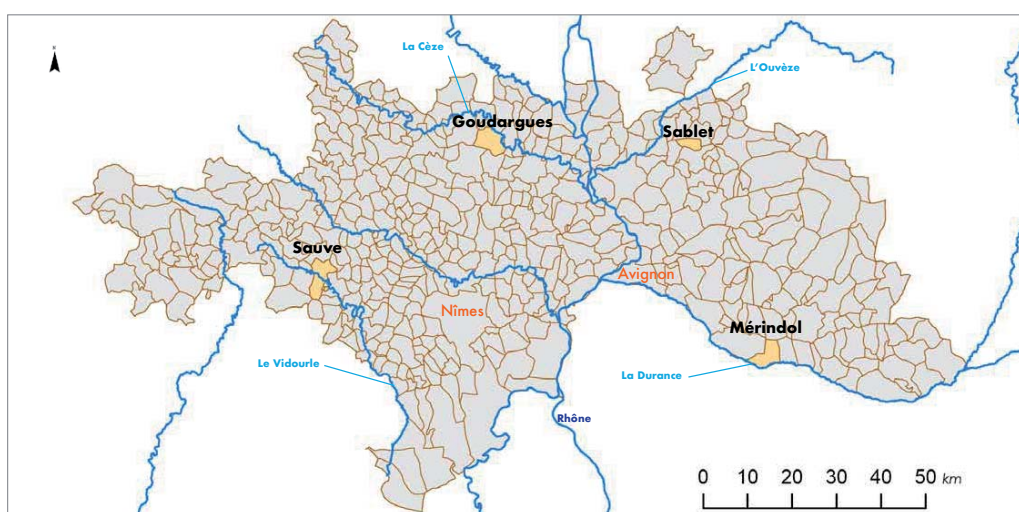 La Cèze
L'Ouvèze
Goudargues
Sablet
Sauve
Avignon
Nîmes
Mérindol
Le Vidourle
La Durance
Rhône
0 10 20 30 40 50 km